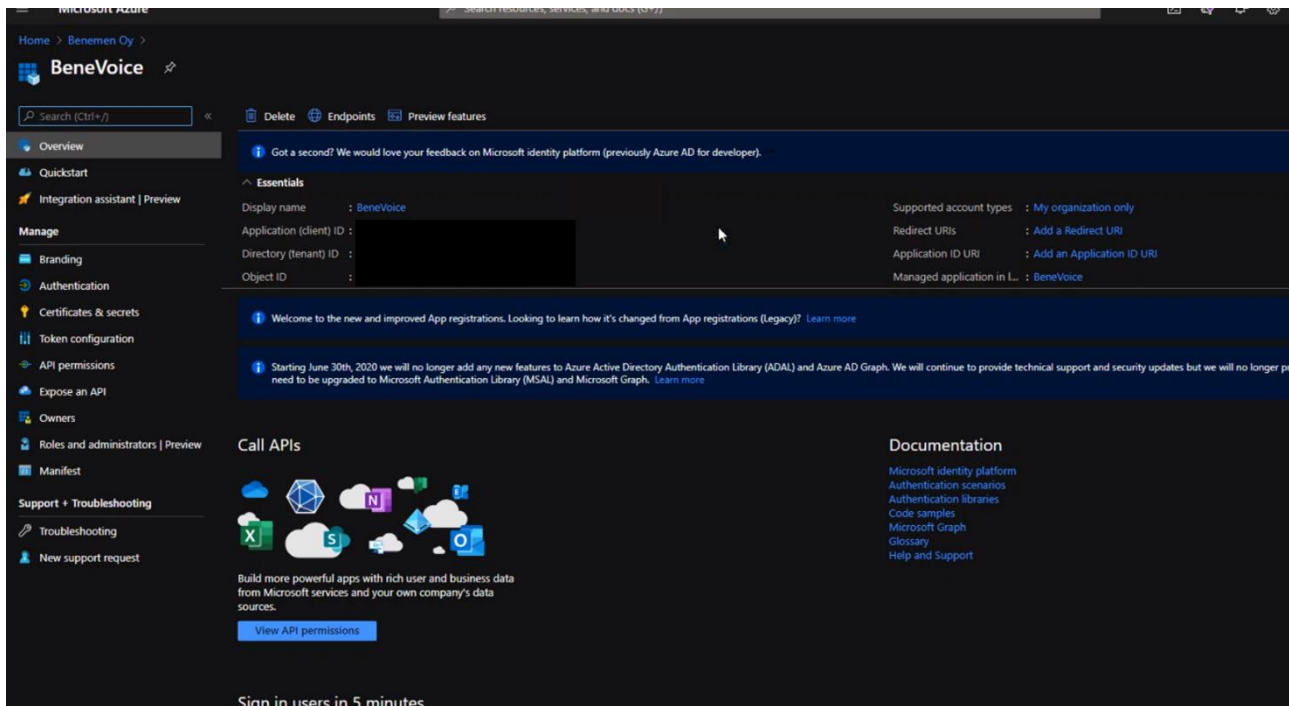 Microsoft Azure
Search resources, services, and docs (G+/)
Home > Benemen Oy >
BeneVoice
Search (Ctrl+/)
«
Overview
Quickstart
Integration assistant | Preview
Manage
Branding
Authentication
Certificates & secrets
Token configuration
API permissions
Expose an API
Owners
Roles and administrators | Preview
Manifest
Support + Troubleshooting
Troubleshooting
New support request
Delete Endpoints Preview features
Got a second? We would love your feedback on Microsoft identity platform (previously Azure AD for developer).
Essentials
Display name : BeneVoice
Application (client) ID :
Directory (tenant) ID :
Object ID :
Supported account types : My organization only
Redirect URIs : Add a Redirect URI
Application ID URI : Add an Application ID URI
Managed application in l... : BeneVoice
Welcome to the new and improved App registrations. Looking to learn how it's changed from App registrations (Legacy)? Learn more
Starting June 30th, 2020 we will no longer add any new features to Azure Active Directory Authentication Library (ADAL) and Azure AD Graph. We will continue to provide technical support and security updates but we will no longer
need to be upgraded to Microsoft Authentication Library (MSAL) and Microsoft Graph. Learn more
Call APIs
N
X
S
E
O
Build more powerful apps with rich user and business data
from Microsoft services and your own company's data
sources.
View API permissions
Documentation
Microsoft identity platform
Authentication scenarios
Authentication libraries
Code samples
Microsoft Graph
Glossary
Help and Support
Sign in users in 5 minutes